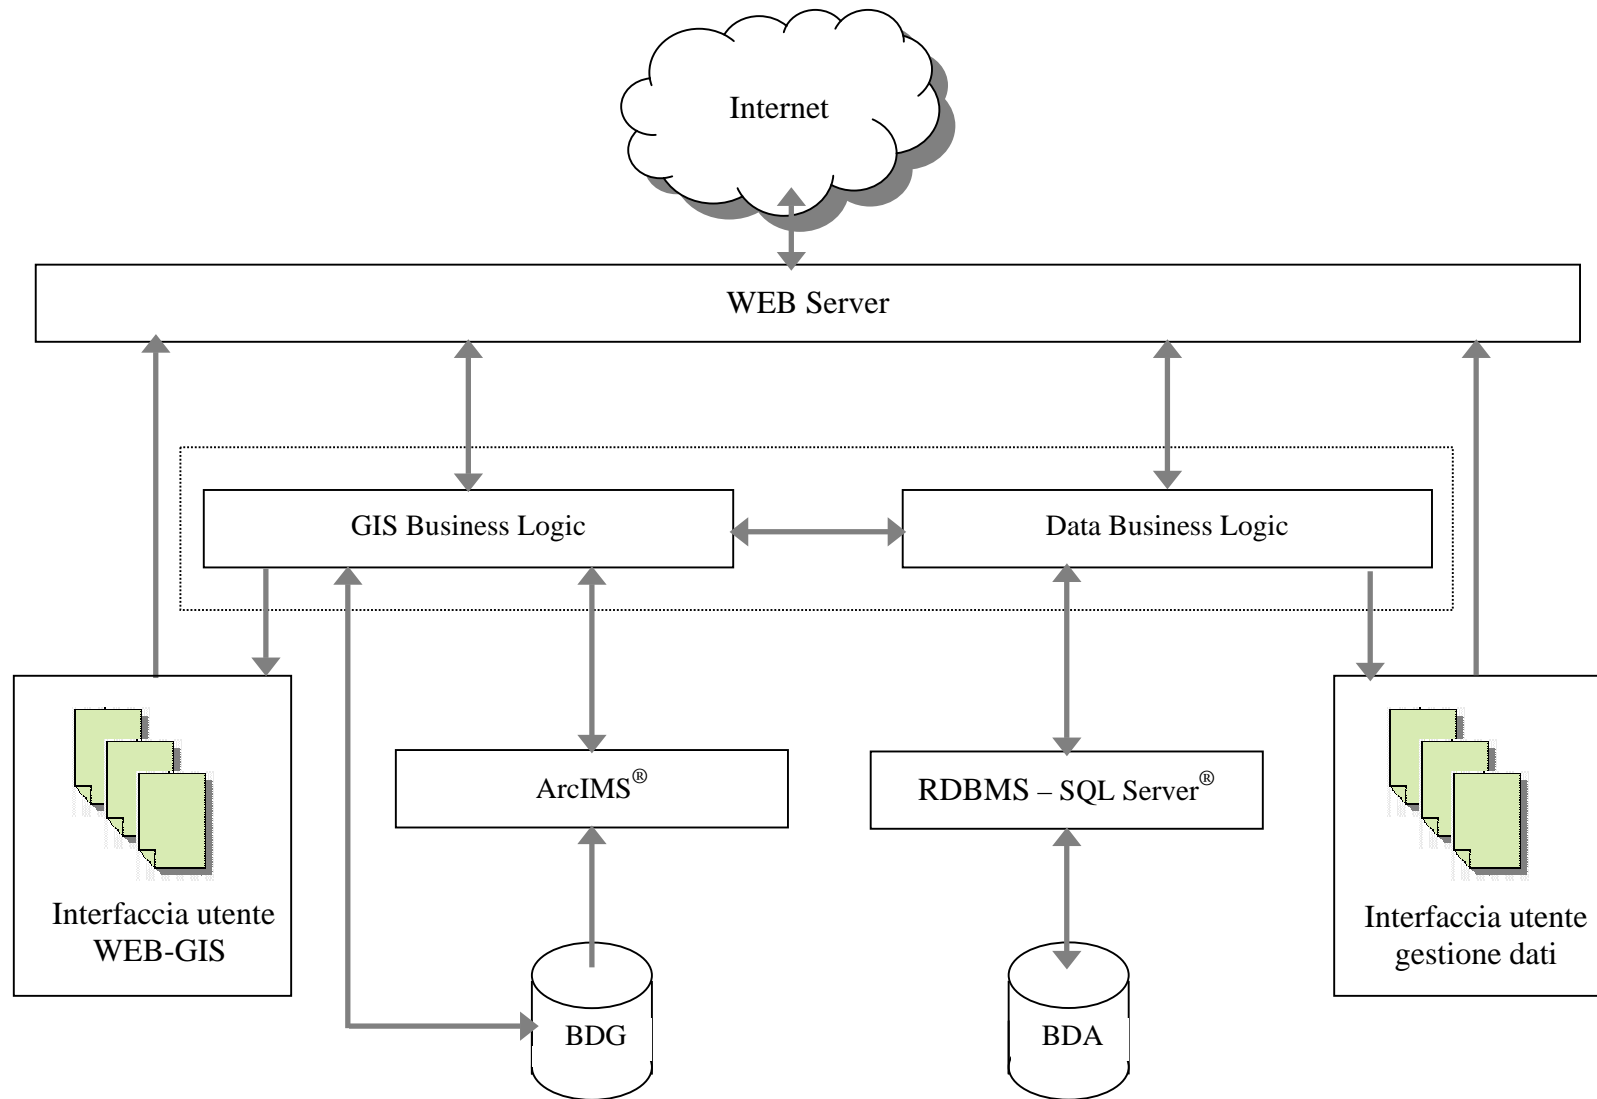 Internet
WEB Server
GIS Business Logic
Data Business Logic
ArcIMS®
RDBMS – SQL Server®
Interfaccia utente
WEB-GIS
Interfaccia utente
gestione dati
BDG
BDA